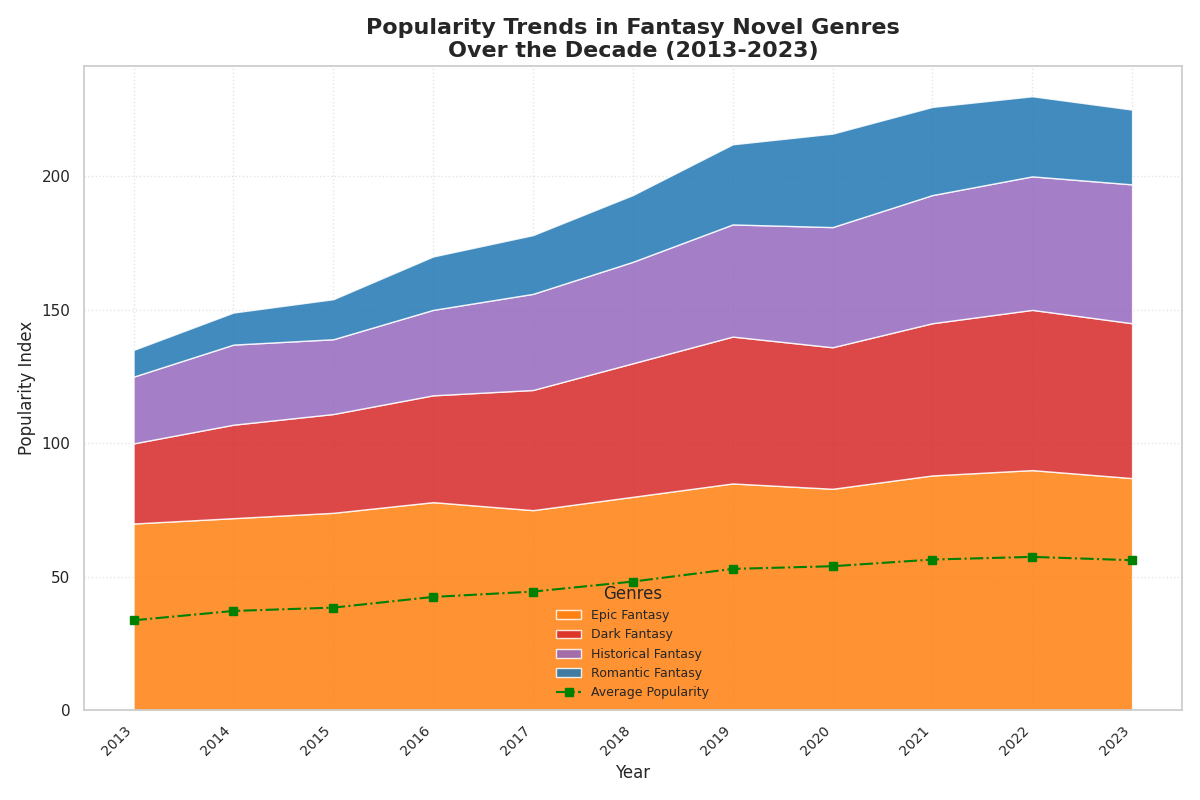 Popularity Trends in Fantasy Novel Genres
Over the Decade (2013-2023)
Popularity Index
200
150
100
50
0
Genres
Epic Fantasy
Dark Fantasy
Historical Fantasy
Romantic Fantasy
Average Popularity
2013
2014
2015
2016
2017
2018
2019
2020
2021
2022
2023
Year